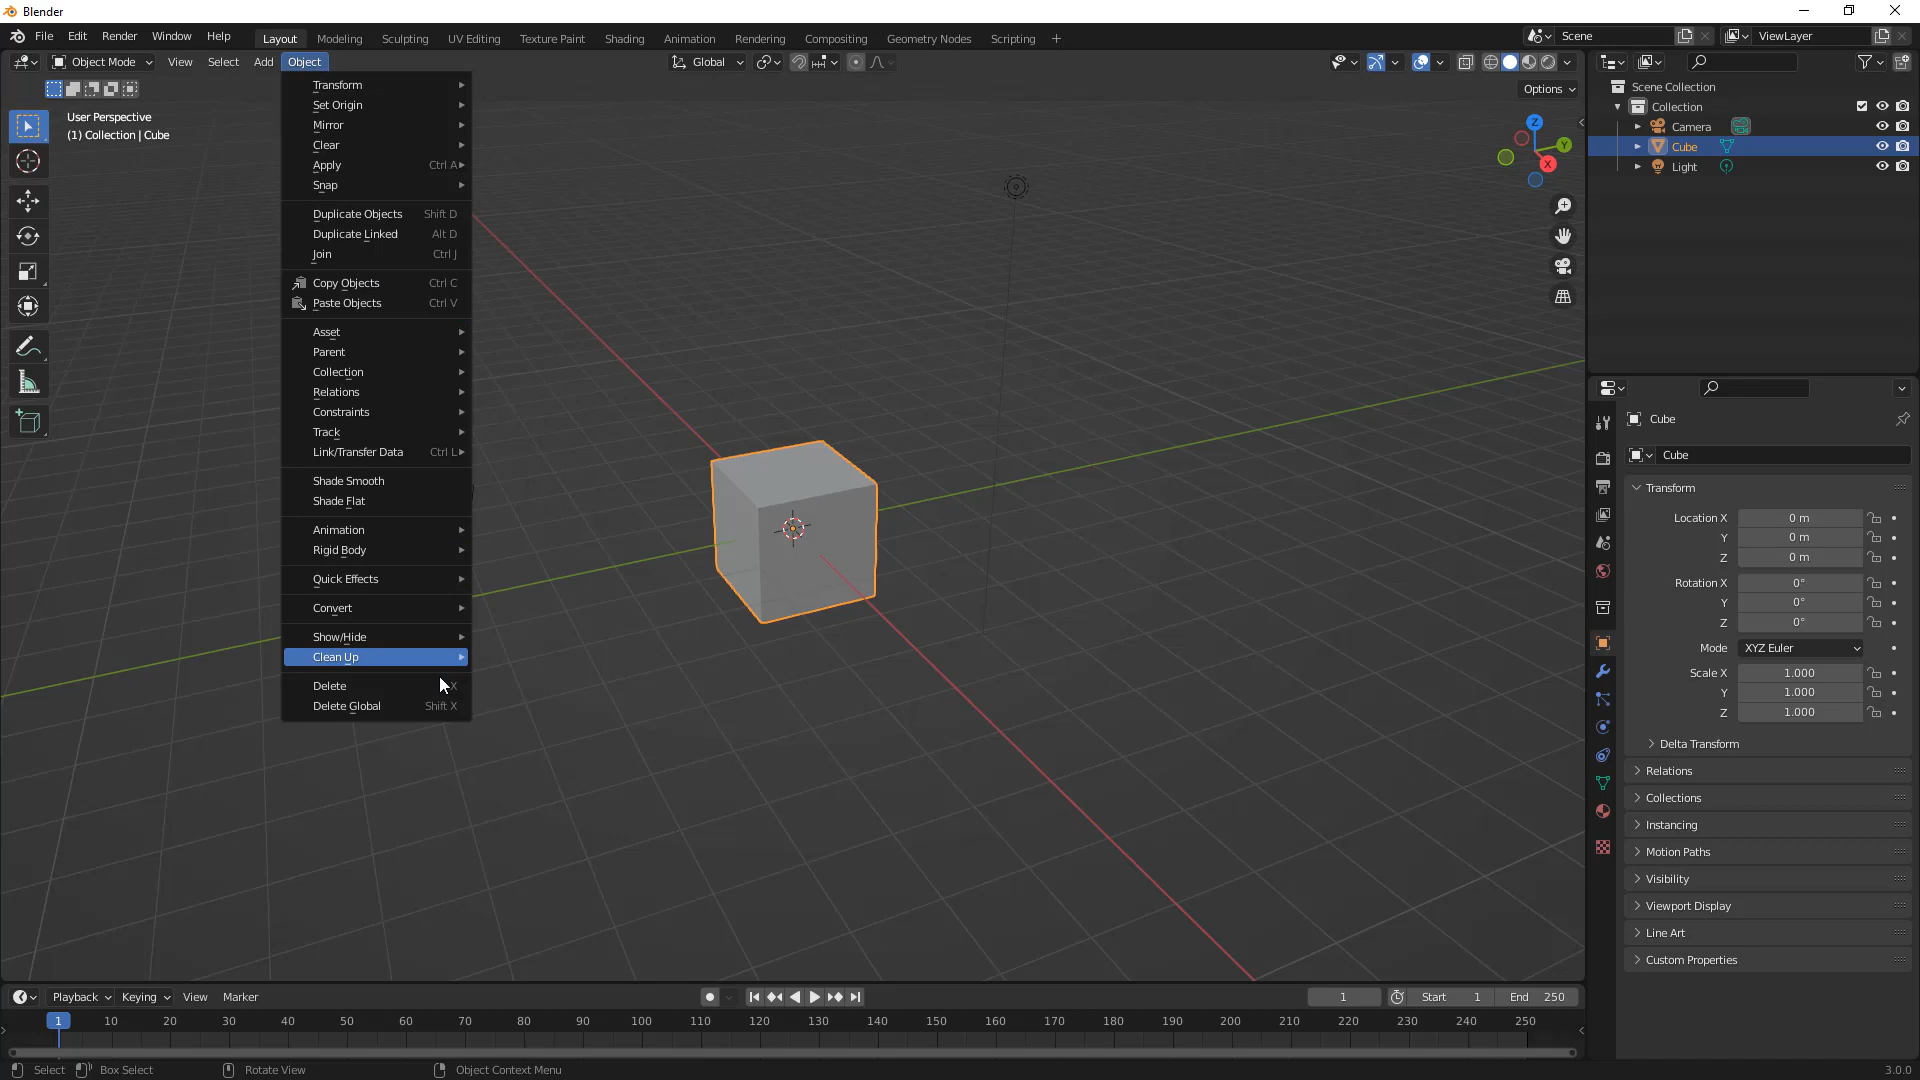 Blender
File Edit Render Window Help Layout Modeling Sculpting UV Editing Texture Paint Shading Animation Rendering Compositing Geometry Nodes Scripting + Scene ViewLayer
Object Mode View Select Add Object Global
Options
User Perspective
(1) Collection | Cube
Transform
Set Origin
Mirror
Clear
Apply Ctrl A
Snap
Duplicate Objects Shift D
Duplicate Linked Alt D
Join Ctrl J
Copy Objects Ctrl C
Paste Objects Ctrl V
Asset
Parent
Collection
Relations
Constraints
Track
Link/Transfer Data Ctrl L
Shade Smooth
Shade Flat
Animation
Rigid Body
Quick Effects
Convert
Show/Hide
Clean Up
Delete X
Delete Global Shift X
Z
Y
X
Scene Collection
Collection
Camera
Cube
Light
Cube
Cube
Transform
Location X 0 m
Y 0 m
Z 0 m
Rotation X 0°
Y 0°
Z 0°
Mode XYZ Euler
Scale X 1.000
Y 1.000
Z 1.000
Delta Transform
Relations
Collections
Instancing
Motion Paths
Visibility
Viewport Display
Line Art
Custom Properties
Playback Keying View Marker 1 Start 1 End 250
1 10 20 30 40 50 60 70 80 90 100 110 120 130 140 150 160 170 180 190 200 210 220 230 240 250
Select Box Select Rotate View Object Context Menu 3.0.0